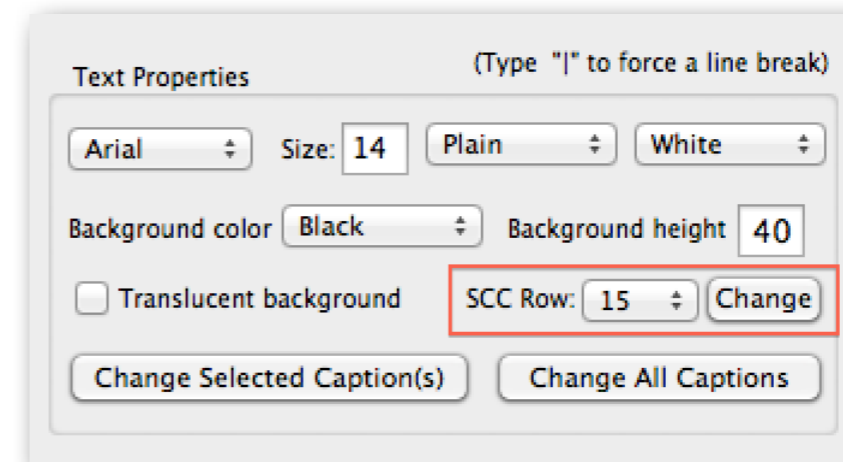 (Type "|" to force a line break)
Text Properties
Arial Size: 14 Plain White
Background color Black Background height 40
Translucent background SCC Row: 15 Change
Change Selected Caption(s) Change All Captions